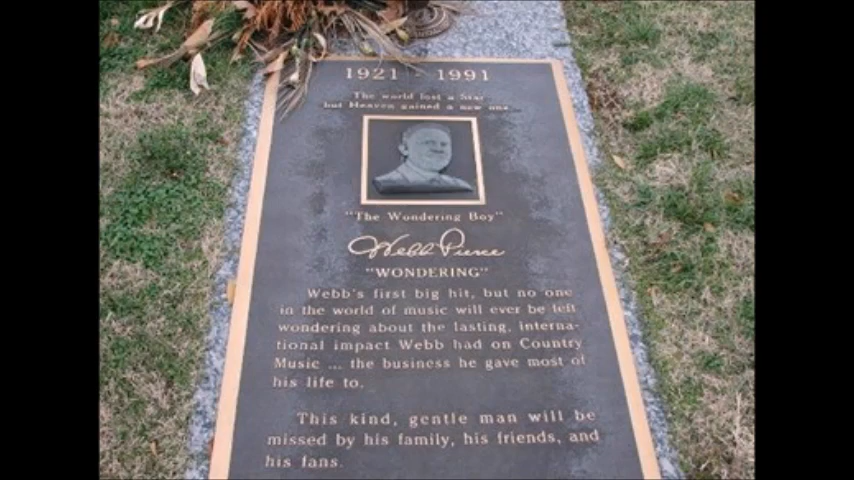 1921 - 1991
The world lost a Star
but Heaven gained a new one...
"The Wondering Boy"
Webb Pierce
"WONDERING"
Webb's first big hit, but no one
in the world of music will ever be left
wondering about the lasting, interna-
tional impact Webb had on Country
Music ... the business he gave most of
his life to.
This kind, gentle man will be
missed by his family, his friends, and
his fans.